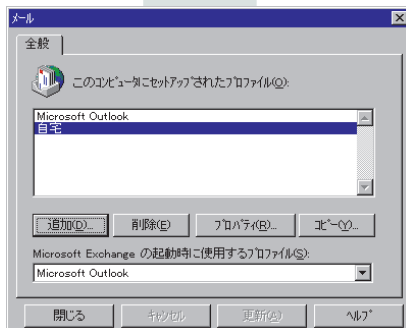 メール
全般
このコンピュータにセットアップされたプロファイル(O):
Microsoft Outlook
自宅
追加(D)...
削除(E)
プロパティ(R)...
コピー(Y)...
Microsoft Exchange の起動時に使用するプロファイル(S):
Microsoft Outlook
閉じる
キャンセル
更新(A)
ヘルプ